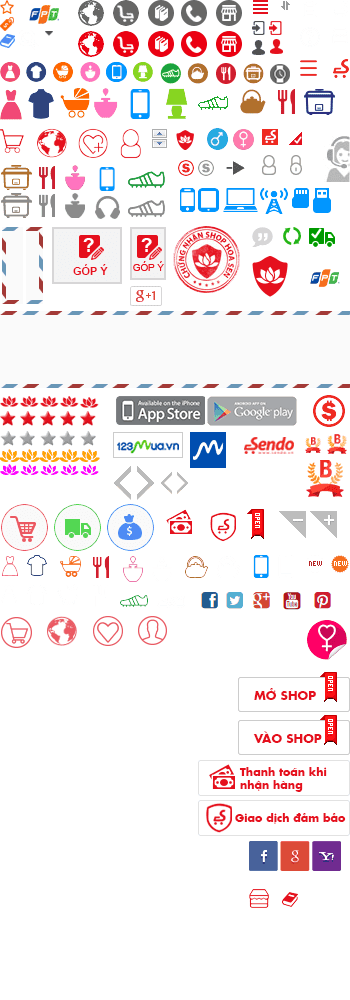 FPT
GÓP Ý
GÓP Ý
CHỨNG NHẬN SHOP HOA SEN
FPT
g+1
Available on the iPhone
App Store
ANDROID APP ON
Google play
123Mua.vn
Sendo
B
B
B
OPEN
NEW
NEW
You
Tube
OPEN
MỞ SHOP
OPEN
VÀO SHOP
Thanh toán khi
nhận hàng
Giao dịch đảm bảo
f
g
Y!